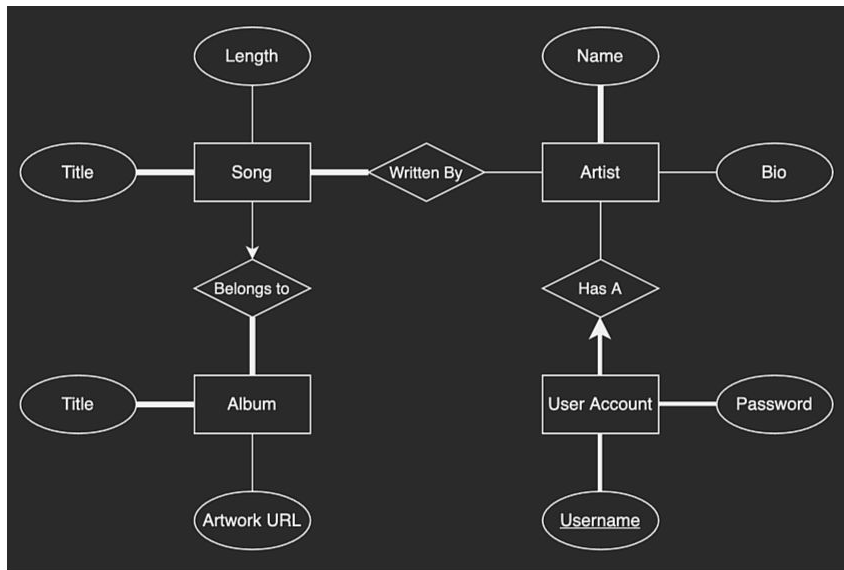 Length
Name
Title
Song
Written By
Artist
Bio
Belongs to
Has A
Title
Album
User Account
Password
Artwork URL
Username